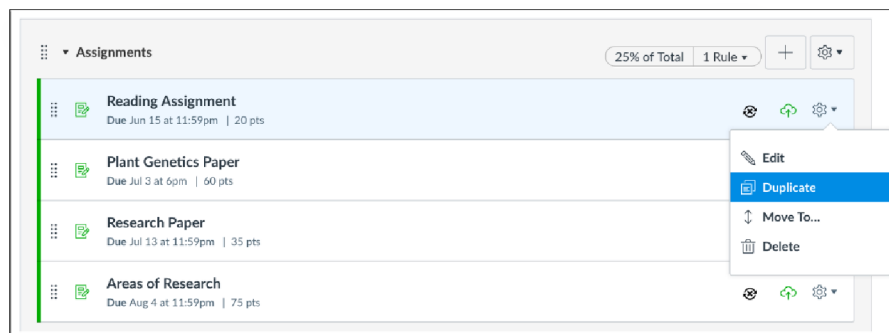 Assignments
25% of Total 1 Rule
Reading Assignment
Due Jun 15 at 11:59pm | 20 pts
Edit
Plant Genetics Paper
Due Jul 3 at 6pm | 60 pts
Duplicate
Move To...
Research Paper
Due Jul 13 at 11:59pm | 35 pts
Delete
Areas of Research
Due Aug 4 at 11:59pm | 75 pts